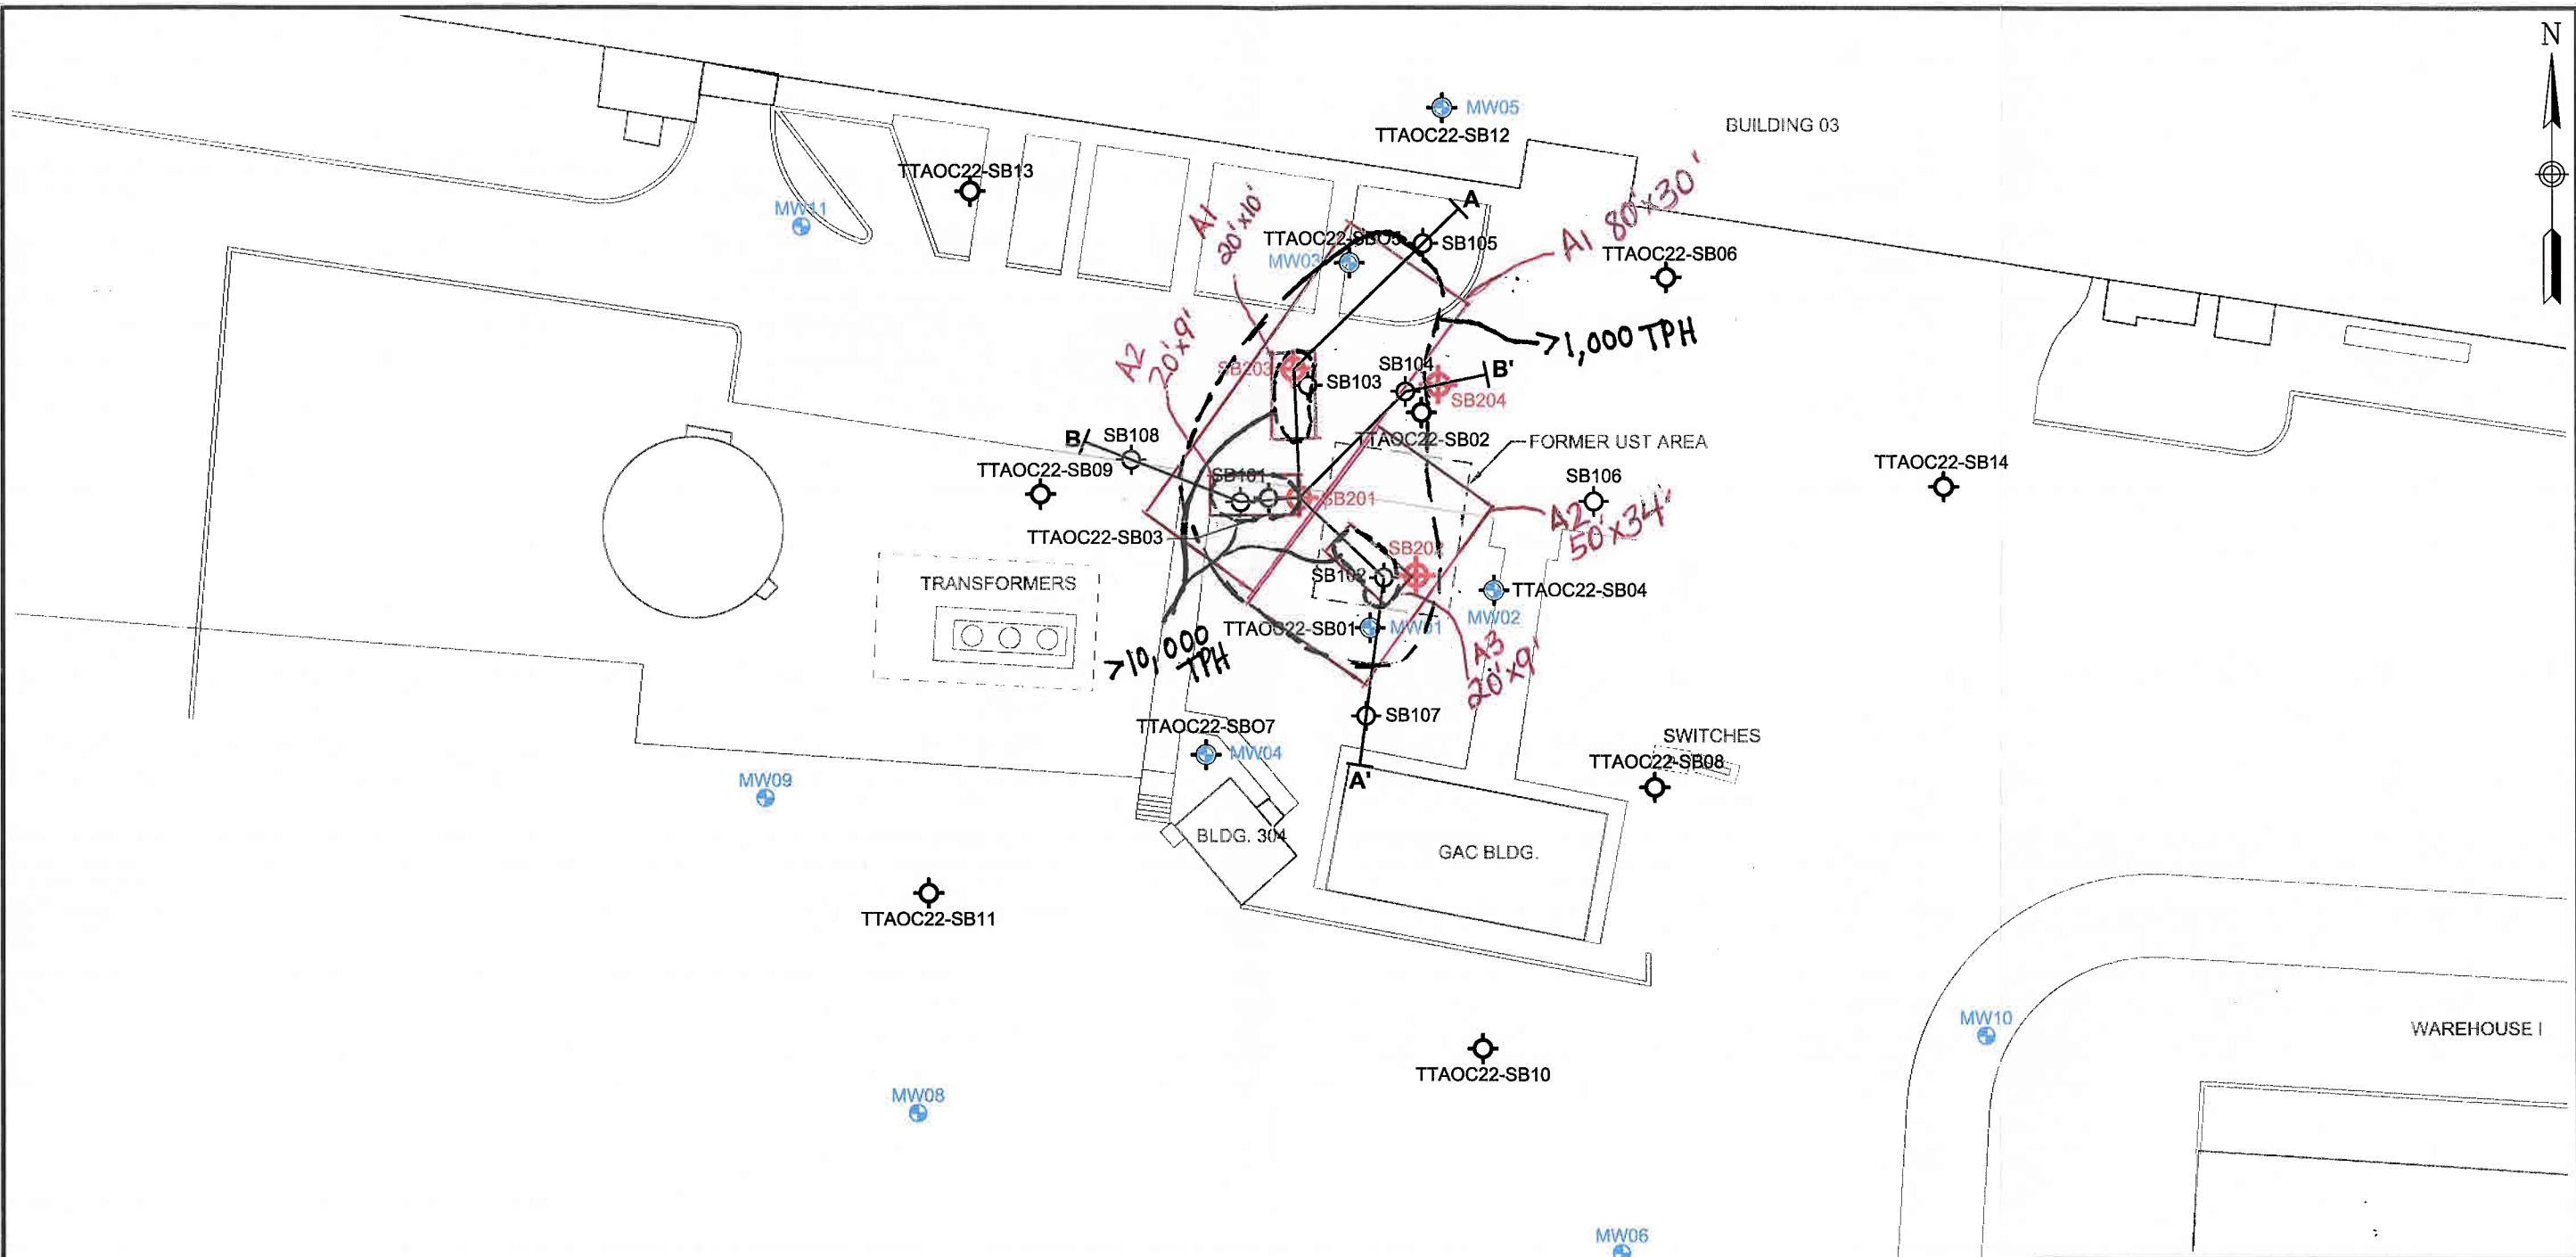 N
MW05
TTAOC22-SB12
BUILDING 03
TTAOC22-SB13
MW11
A1
20'x10'
A
TTAOC22-SBO5
SB105
MW03
A1 80'x30'
TTAOC22-SB06
>1,000 TPH
A2
20'x9'
SB203
SB103
SB104
B'
SB204
TTAOC22-SB02
FORMER UST AREA
B
SB108
TTAOC22-SB09
SB101
SB201
SB106
TTAOC22-SB14
A2
50'x34'
TTAOC22-SB03
SB202
SB102
TRANSFORMERS
TTAOC22-SB04
MW02
TTAOC22-SB01
MW01
>10,000
TPH
A3
20'x9'
SB107
TTAOC22-SBO7
MW04
SWITCHES
TTAOC22-SB08
A'
MW09
BLDG. 304
GAC BLDG.
TTAOC22-SB11
MW10
WAREHOUSE I
TTAOC22-SB10
MW08
MW06